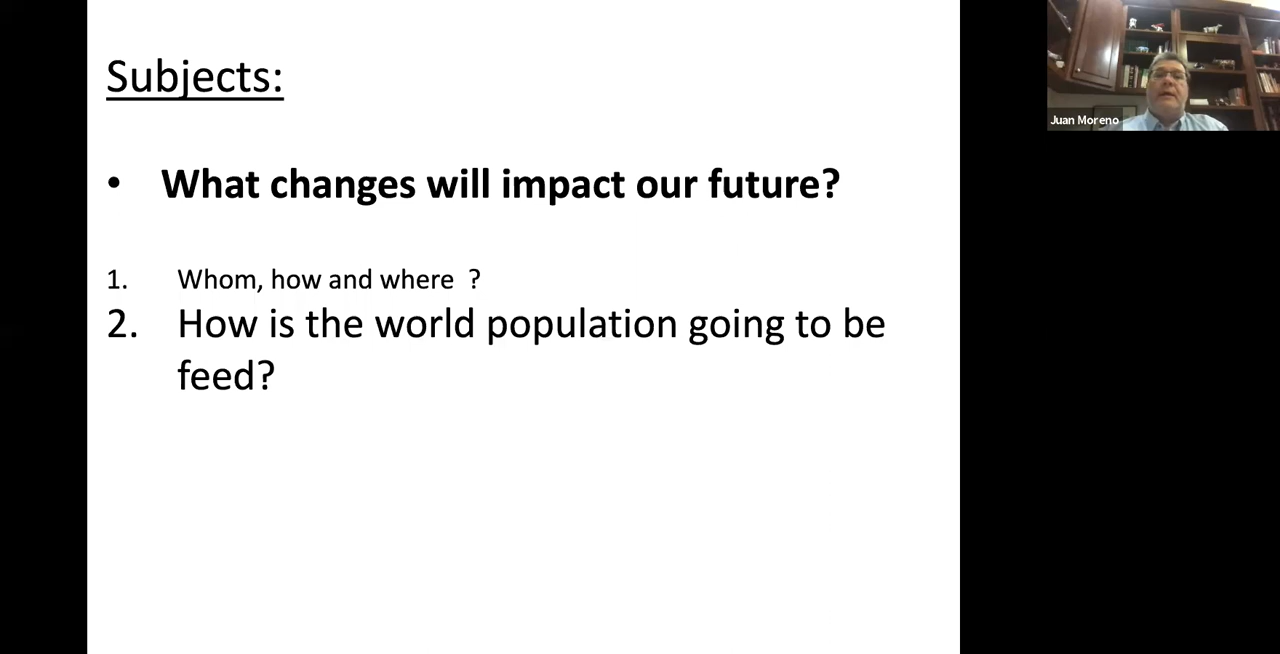 Subjects:
• What changes will impact our future?
1. Whom, how and where ?
2. How is the world population going to be
feed?
Juan Moreno